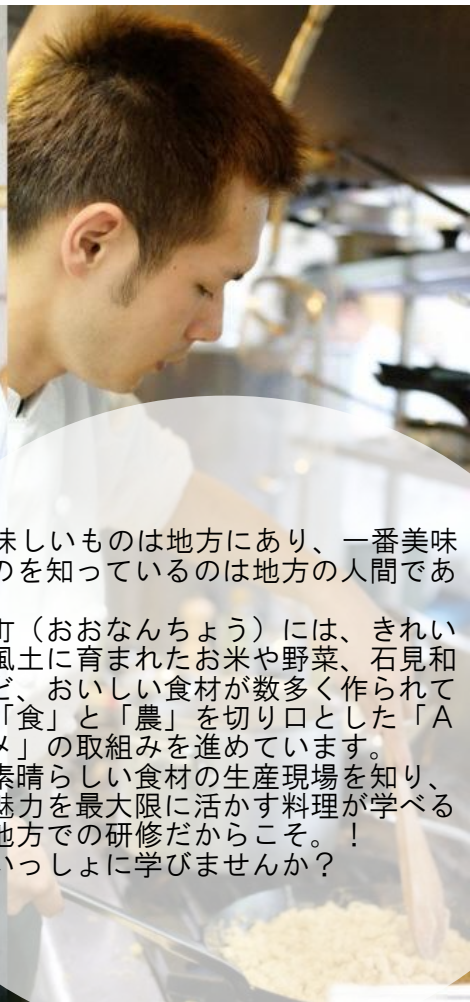 味しいものは地方にあり、一番美味
のを知っているのは地方の人間であ
町（おおなんちょう）には、きれい
風土に育まれたお米や野菜、石見和
ど、おいしい食材が数多く作られて
「食」と「農」を切り口とした「Ａ
メ」の取組みを進めています。
素晴らしい食材の生産現場を知り、
魅力を最大限に活かす料理が学べる
地方での研修だからこそ。！
いっしょに学びませんか？